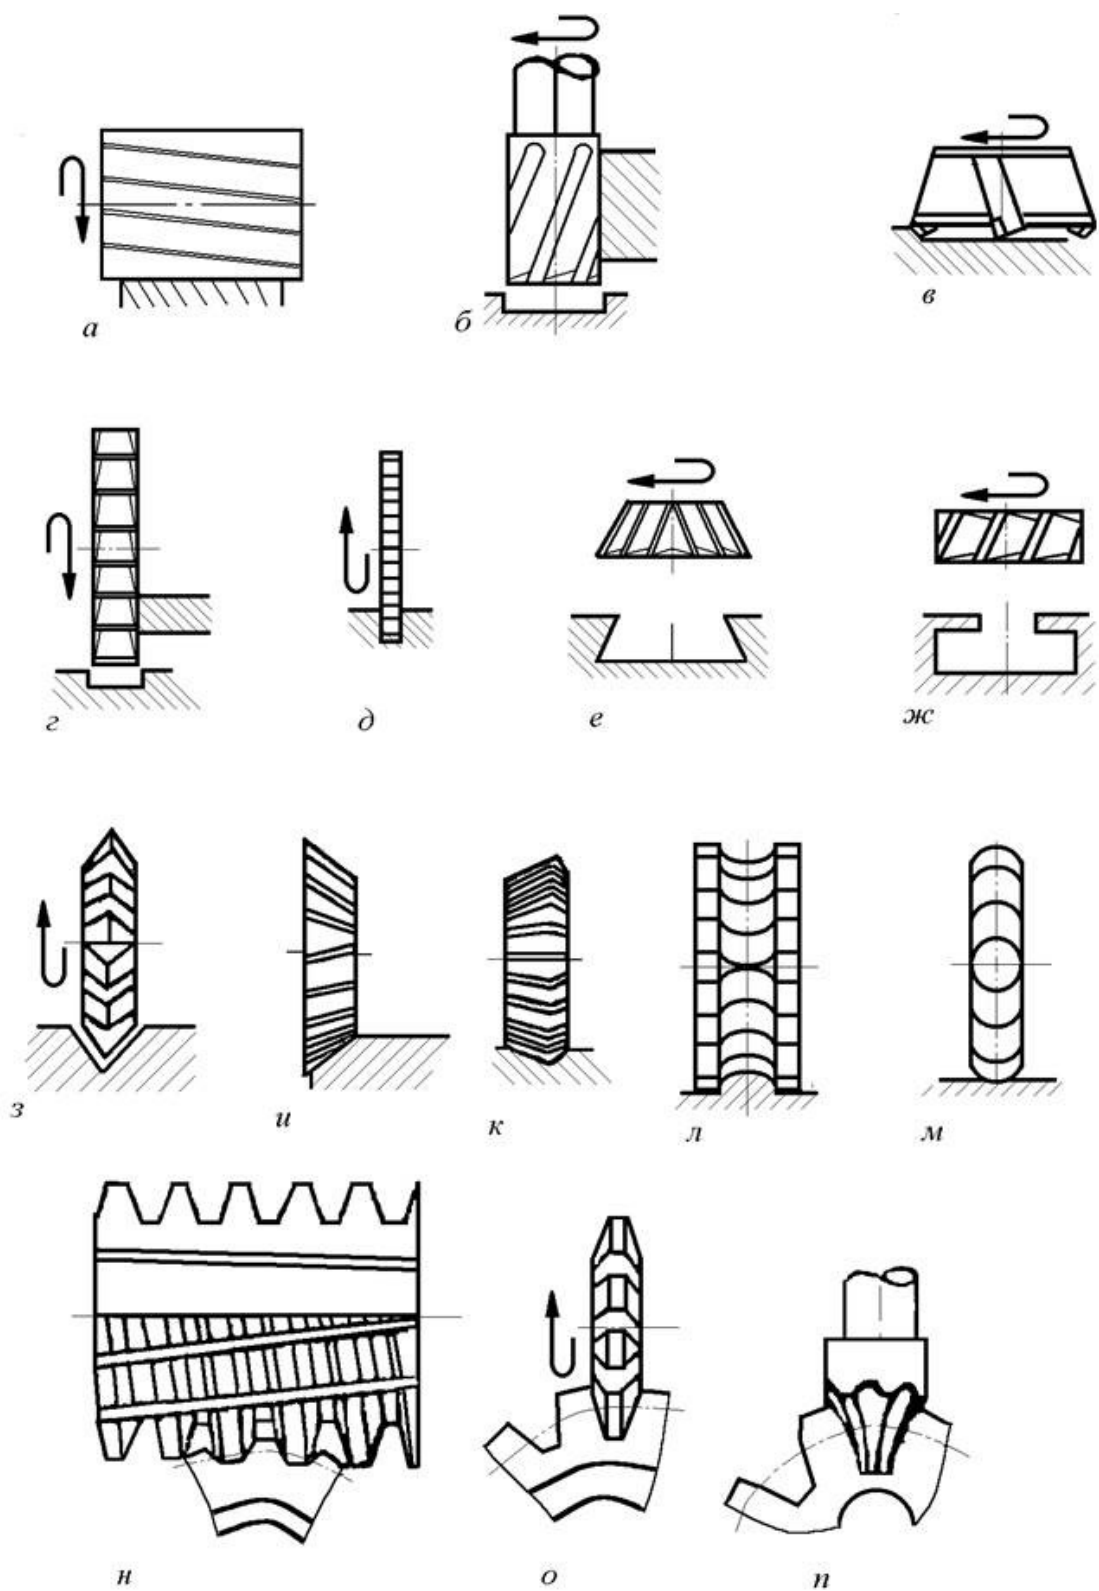 а
б
в
г
д
е
ж
з
и
к
л
м
н
о
п